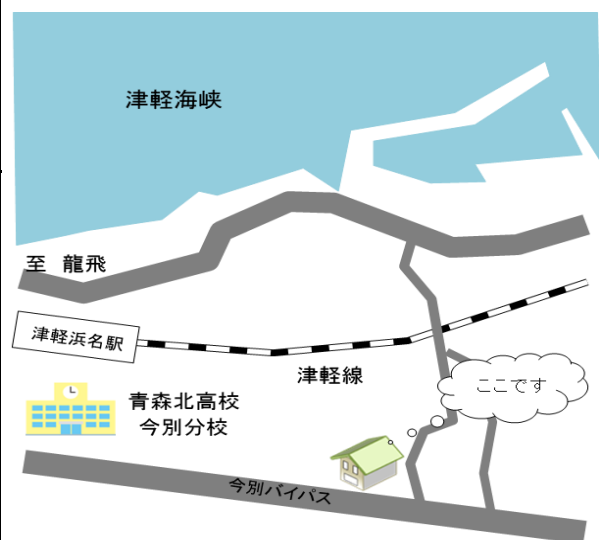 津軽海峡
至 龍飛
津軽浜名駅
津軽線
ここです
青森北高校
今別分校
今別バイパス